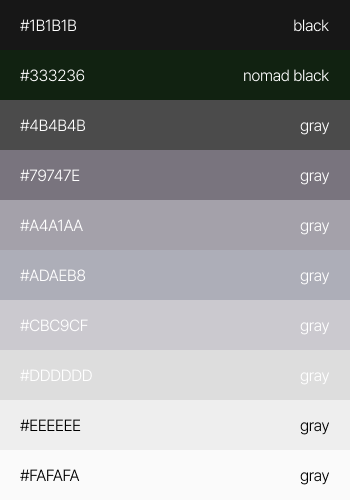 #1B1B1B black
#333236 nomad black
#4B4B4B gray
#79747E gray
#A4A1AA gray
#ADAEB8 gray
#CBC9CF gray
#DDDDDD gray
#EEEEEE gray
#FAFAFA gray